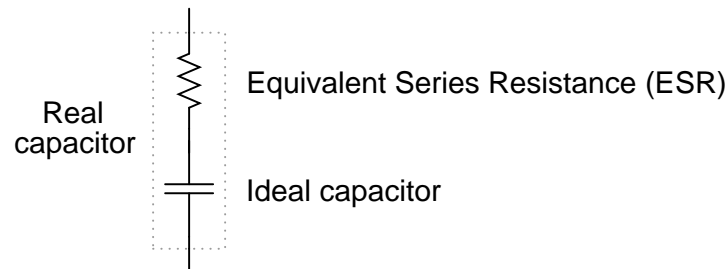 Equivalent Series Resistance (ESR)
Real
capacitor
Ideal capacitor